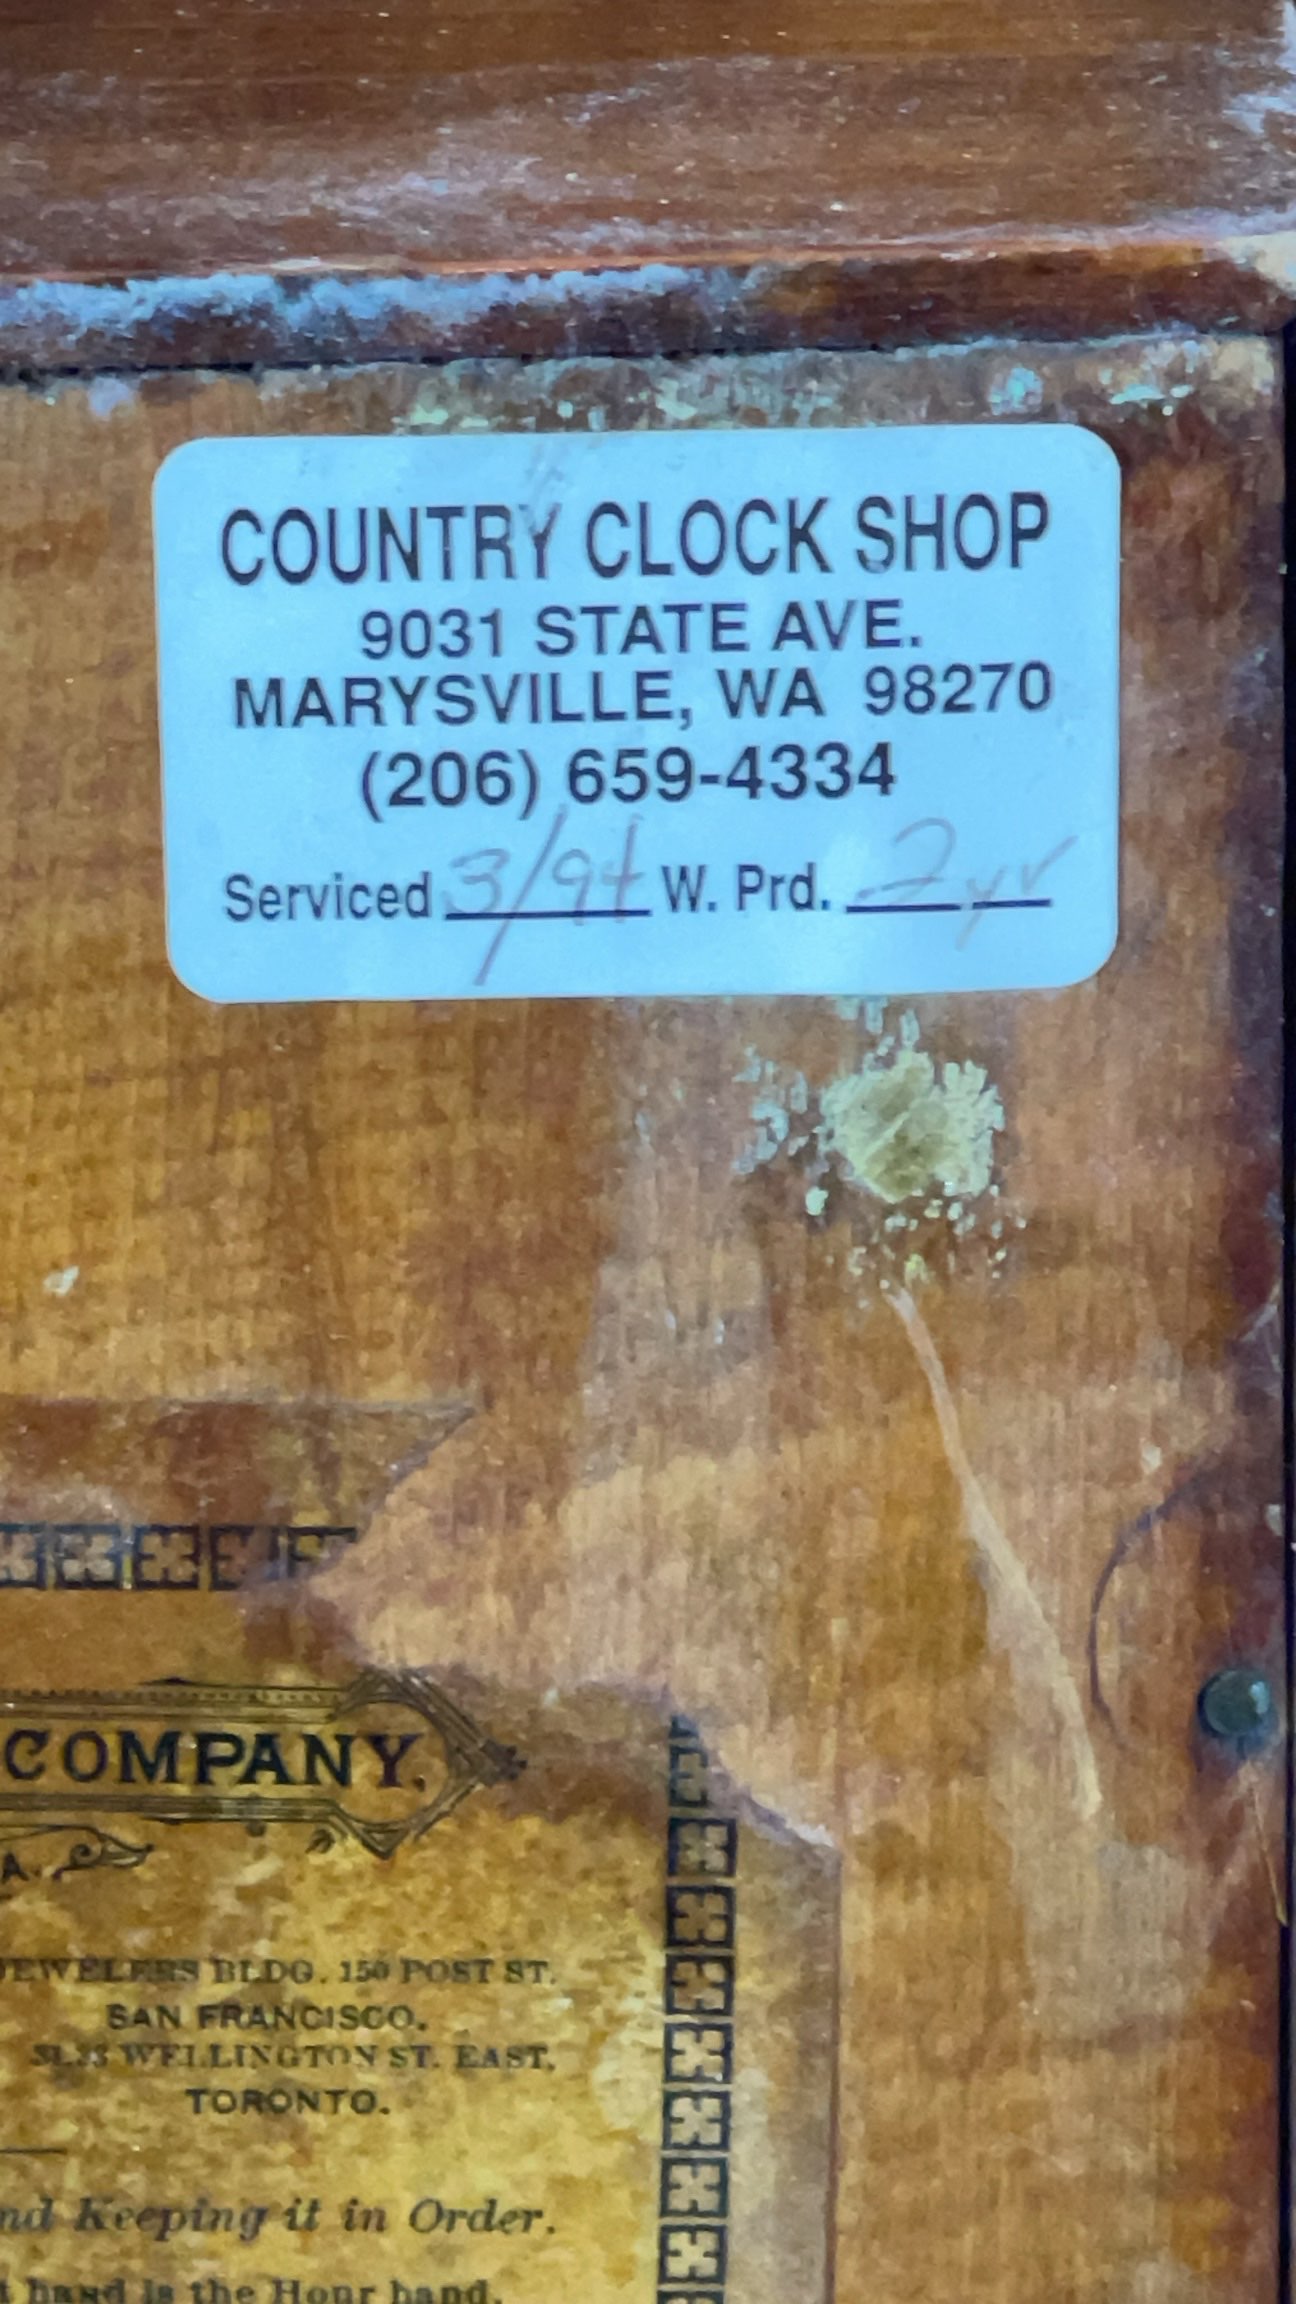 COUNTRY CLOCK SHOP
9031 STATE AVE.
MARYSVILLE, WA 98270
(206) 659-4334
Serviced 3/94 W. Prd. 2 yr
COMPANY.
A.
JEWELERS BLDG. 150 POST ST.
SAN FRANCISCO.
WELLINGTON ST. EAST,
TORONTO.
nd Keeping it in Order.
t hand is the Hour hand.